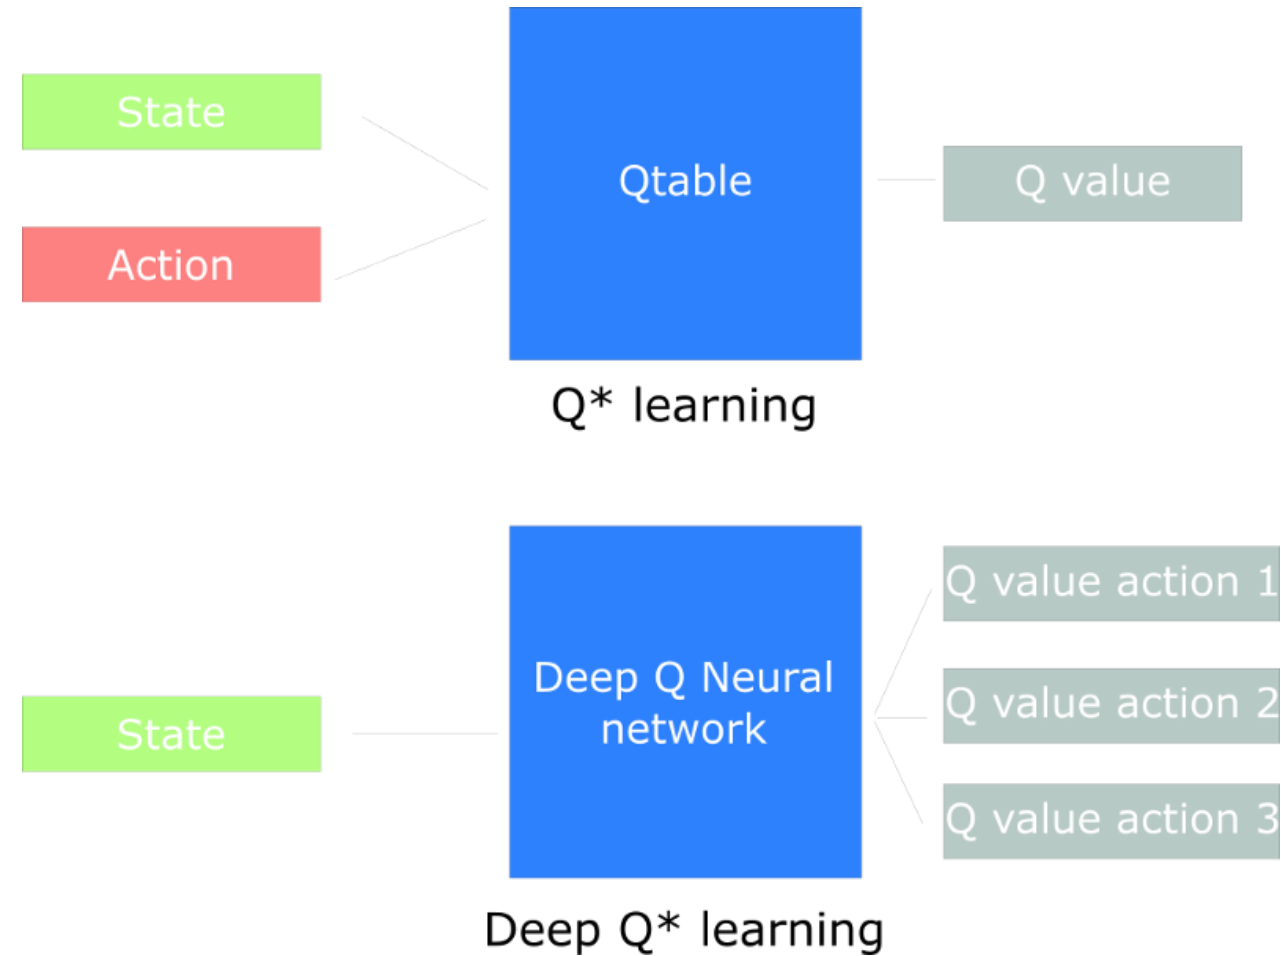 State
Action
Qtable
Q value
Q* learning
State
Deep Q Neural
network
Q value action 1
Q value action 2
Q value action 3
Deep Q* learning